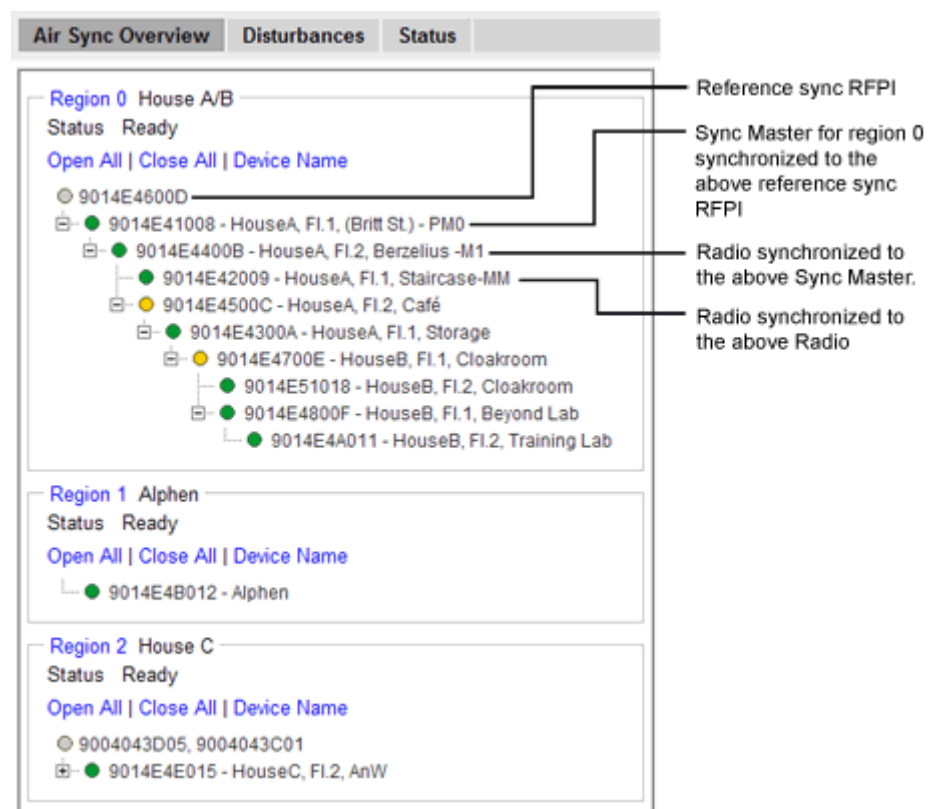 Air Sync Overview Disturbances Status
Region 0 House A/B
Status Ready
Open All | Close All | Device Name
9014E4600D
9014E41008 - HouseA, Fl.1, (Britt St.) - PM0
9014E4400B - HouseA, Fl.2, Berzelius -M1
9014E42009 - HouseA, Fl.1, Staircase-MM
9014E4500C - HouseA, Fl.2, Café
9014E4300A - HouseA, Fl.1, Storage
9014E4700E - HouseB, Fl.1, Cloakroom
9014E51018 - HouseB, Fl.2, Cloakroom
9014E4800F - HouseB, Fl.1, Beyond Lab
9014E4A011 - HouseB, Fl.2, Training Lab
Region 1 Alphen
Status Ready
Open All | Close All | Device Name
9014E4B012 - Alphen
Region 2 House C
Status Ready
Open All | Close All | Device Name
9004043D05, 9004043C01
9014E4E015 - HouseC, Fl.2, AnW
Reference sync RFPI
Sync Master for region 0
synchronized to the
above reference sync
RFPI
Radio synchronized to
the above Sync Master.
Radio synchronized to
the above Radio